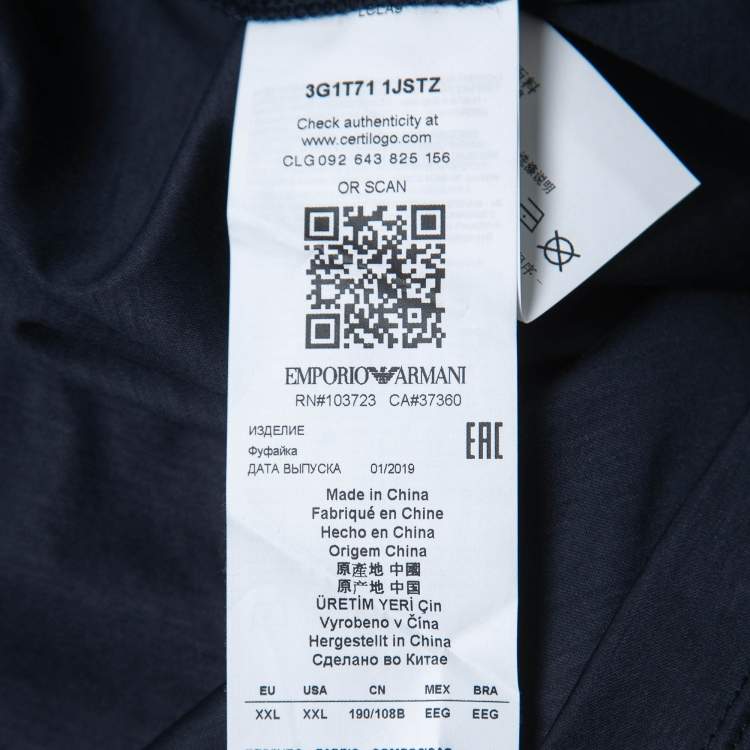 3G1T71 1JSTZ
Check authenticity at
www.certilogo.com
CLG 092 643 825 156
OR SCAN
EMPORIO ARMANI
RN#103723 CA#37360
ИЗДЕЛИЕ
Фуфайка
ДАТА ВЫПУСКА 01/2019
EAC
Made in China
Fabriqué en Chine
Hecho en China
Origem China
原產地 中國
原产地 中国
ÜRETİM YERİ Çin
Vyrobeno v Čína
Hergestellt in China
Сделано во Китае
EU USA CN MEX BRA
XXL XXL 190/108B EEG EEG
说明